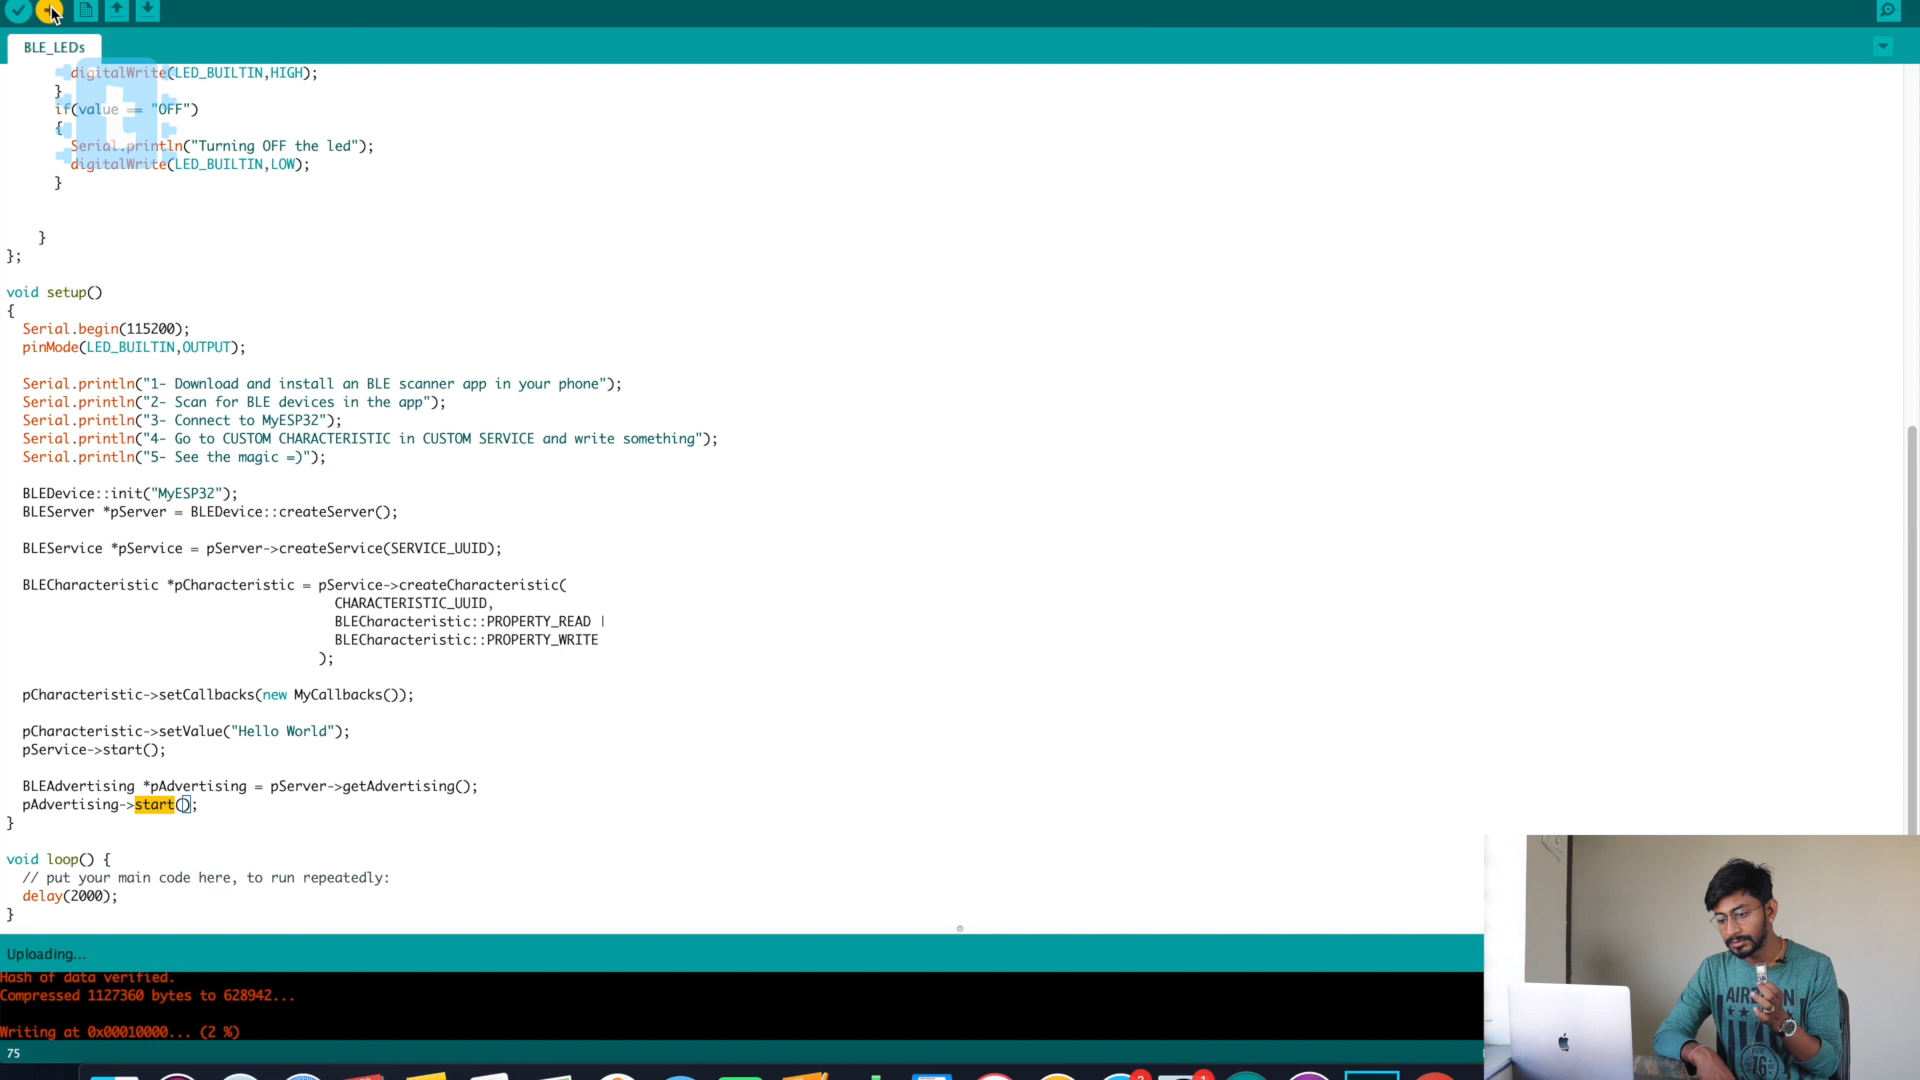 BLE_LEDs
digitalWrite(LED_BUILTIN,HIGH);
}
if(value == "OFF")
{
Serial.println("Turning OFF the led");
digitalWrite(LED_BUILTIN,LOW);
}
}
};
void setup()
{
Serial.begin(115200);
pinMode(LED_BUILTIN,OUTPUT);
Serial.println("1- Download and install an BLE scanner app in your phone");
Serial.println("2- Scan for BLE devices in the app");
Serial.println("3- Connect to MyESP32");
Serial.println("4- Go to CUSTOM CHARACTERISTIC in CUSTOM SERVICE and write something");
Serial.println("5- See the magic =)");
BLEDevice::init("MyESP32");
BLEServer *pServer = BLEDevice::createServer();
BLEService *pService = pServer->createService(SERVICE_UUID);
BLECharacteristic *pCharacteristic = pService->createCharacteristic(
CHARACTERISTIC_UUID,
BLECharacteristic::PROPERTY_READ |
BLECharacteristic::PROPERTY_WRITE
);
pCharacteristic->setCallbacks(new MyCallbacks());
pCharacteristic->setValue("Hello World");
pService->start();
BLEAdvertising *pAdvertising = pServer->getAdvertising();
pAdvertising->start();
}
void loop() {
// put your main code here, to run repeatedly:
delay(2000);
}
Uploading...
Hash of data verified.
Compressed 1127360 bytes to 628942...
Writing at 0x00010000... (2 %)
75